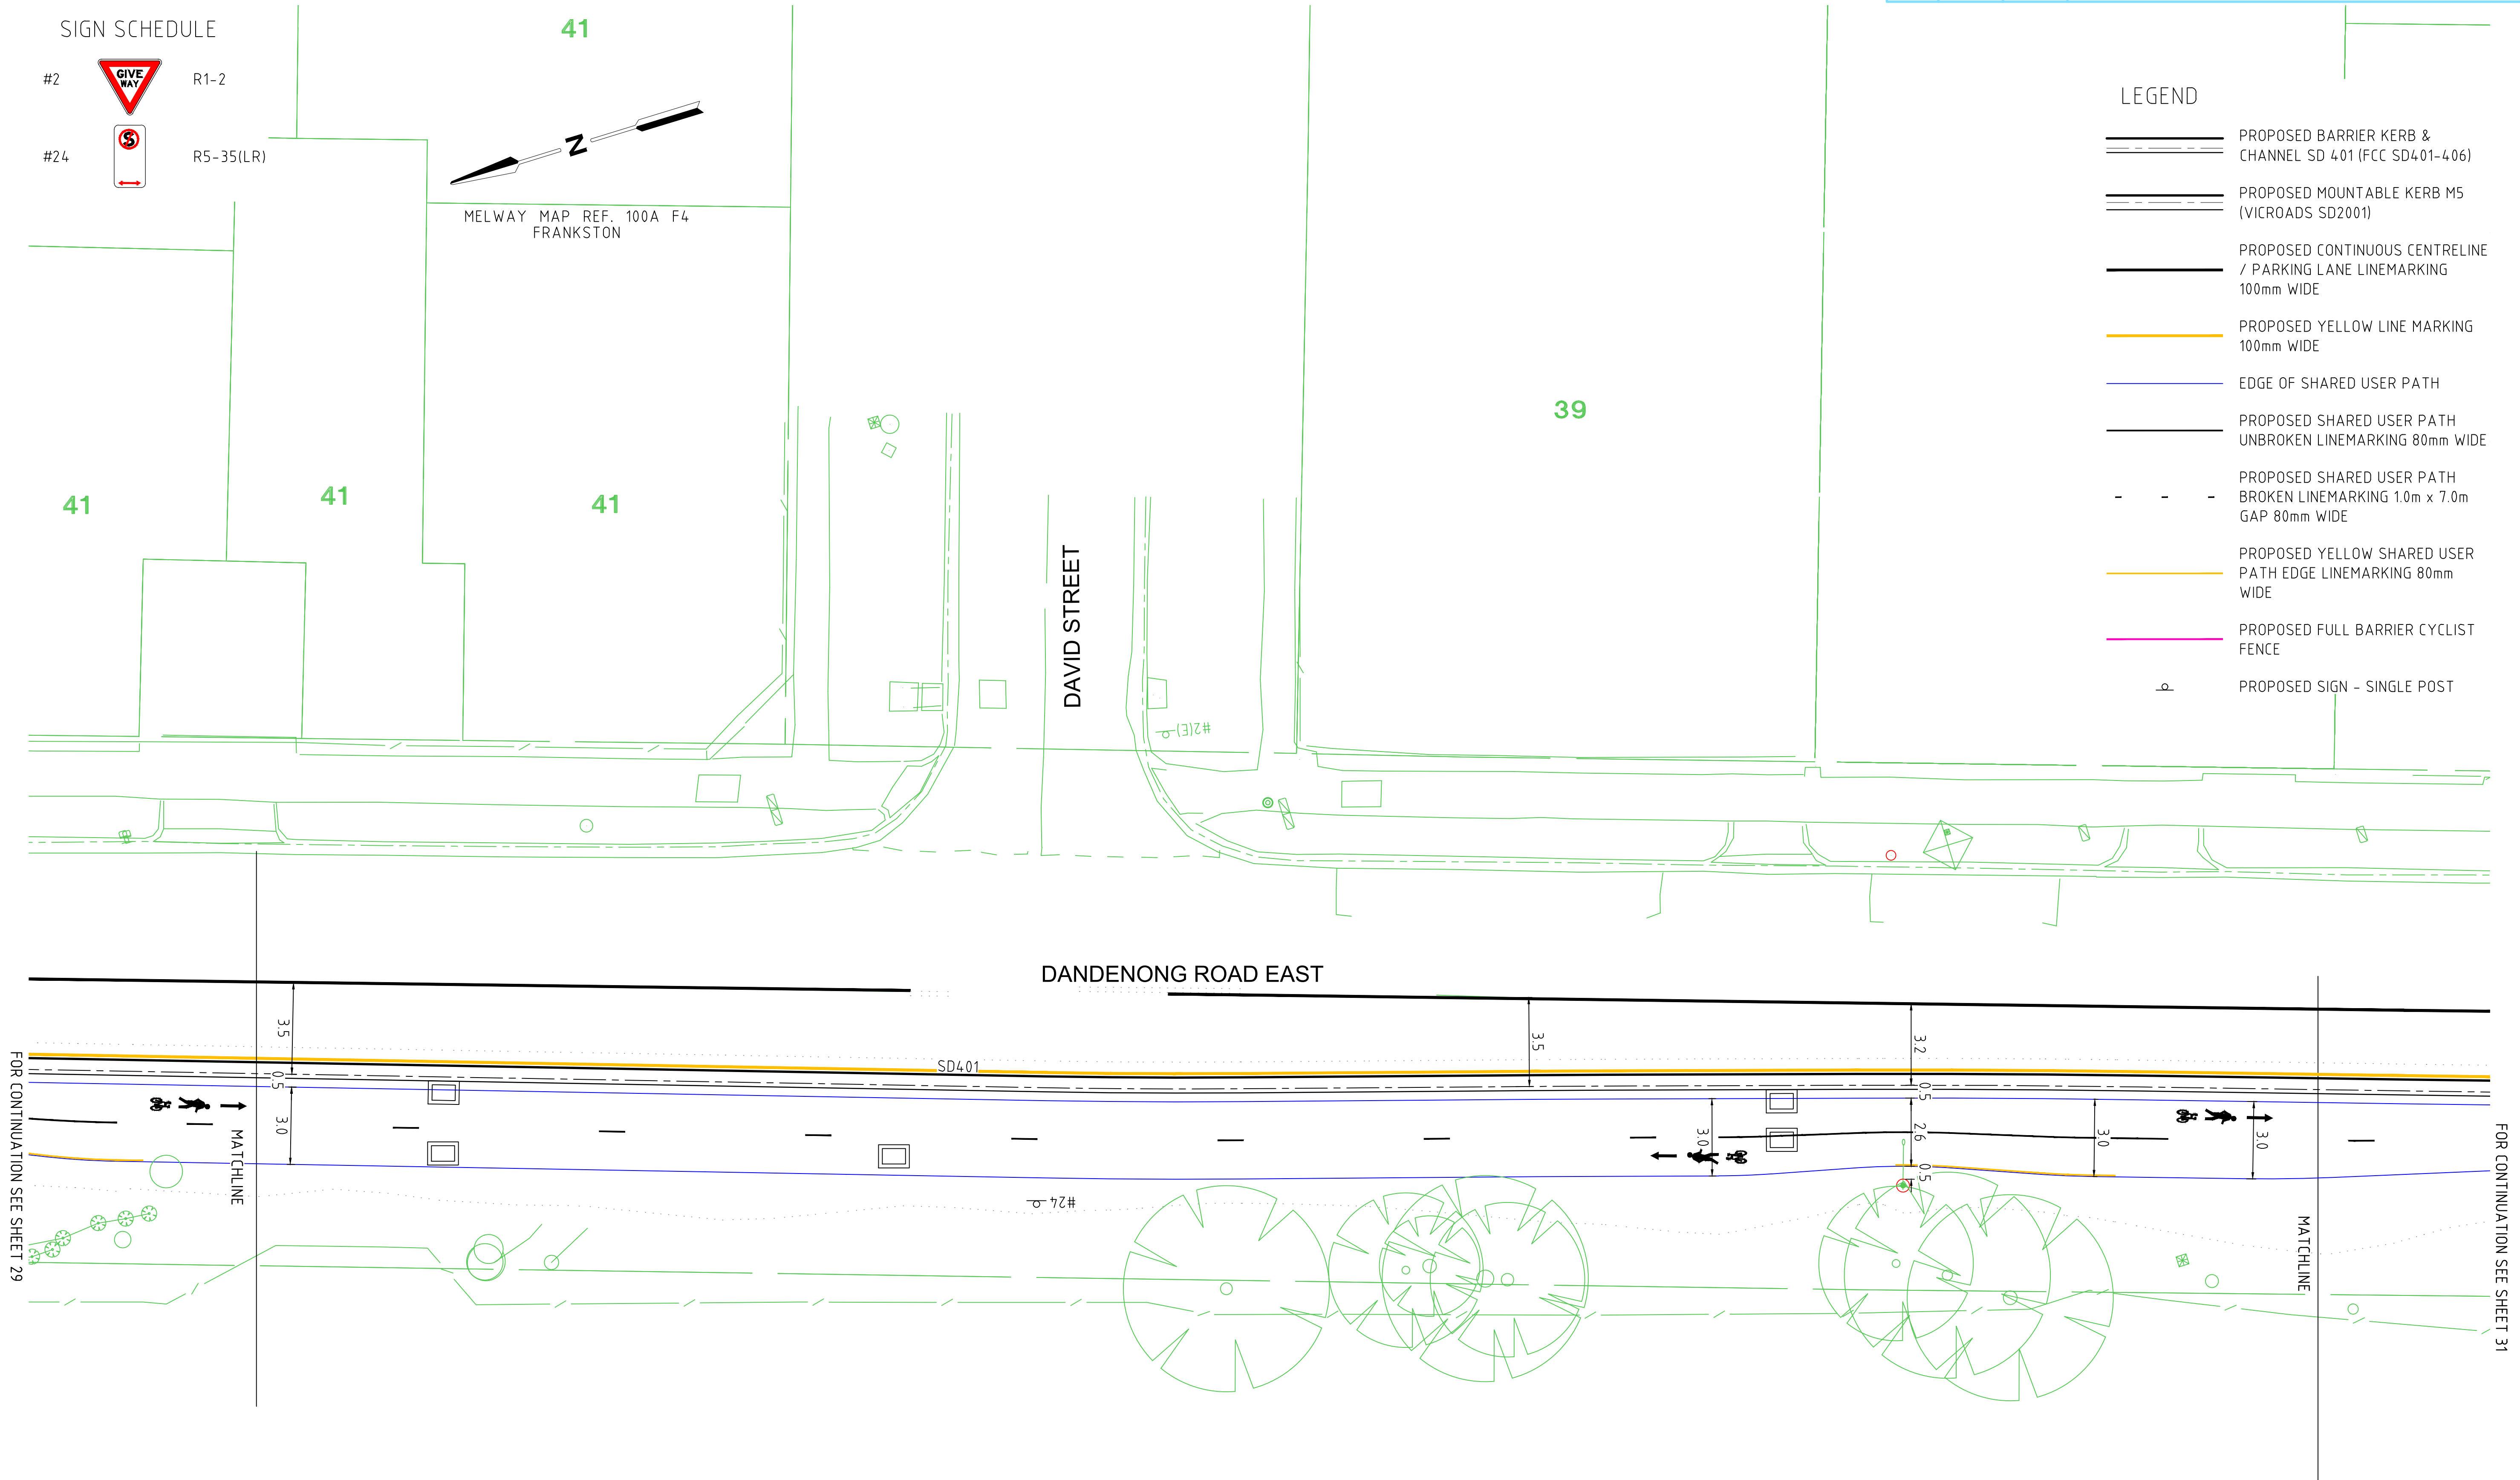 SIGN SCHEDULE
#2
GIVE
WAY
R1-2
#24
S
R5-35(LR)
41
N
MELWAY MAP REF. 100A F4
FRANKSTON
41
41
41
39
DAVID STREET
#2(E)
LEGEND
PROPOSED BARRIER KERB &
CHANNEL SD 401 (FCC SD401-406)
PROPOSED MOUNTABLE KERB M5
(VICROADS SD2001)
PROPOSED CONTINUOUS CENTRELINE
/ PARKING LANE LINEMARKING
100mm WIDE
PROPOSED YELLOW LINE MARKING
100mm WIDE
EDGE OF SHARED USER PATH
PROPOSED SHARED USER PATH
UNBROKEN LINEMARKING 80mm WIDE
PROPOSED SHARED USER PATH
BROKEN LINEMARKING 1.0m x 7.0m
GAP 80mm WIDE
PROPOSED YELLOW SHARED USER
PATH EDGE LINEMARKING 80mm
WIDE
PROPOSED FULL BARRIER CYCLIST
FENCE
PROPOSED SIGN - SINGLE POST
DANDENONG ROAD EAST
3.5
0.5
3.0
SD401
3.5
3.2
0.5
2.6
0.5
3.0
3.0
3.0
#24
MATCHLINE
FOR CONTINUATION SEE SHEET 29
MATCHLINE
FOR CONTINUATION SEE SHEET 31